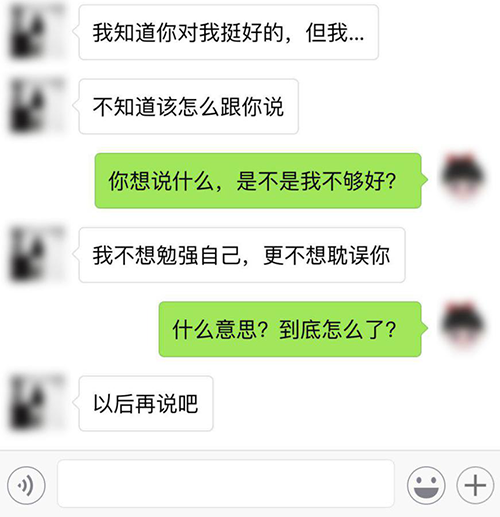 我知道你对我挺好的，但我...
不知道该怎么跟你说
你想说什么，是不是我不够好？
我不想勉强自己，更不想耽误你
什么意思？到底怎么了？
以后再说吧